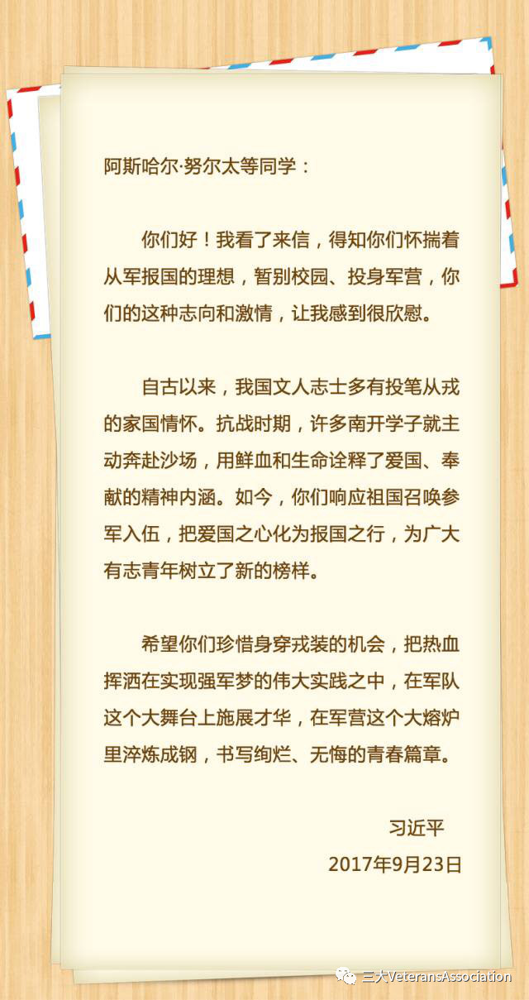 阿斯哈尔·努尔太等同学：
你们好！我看了来信，得知你们怀揣着
从军报国的理想，暂别校园、投身军营，你
们的这种志向和激情，让我感到很欣慰。
自古以来，我国文人志士多有投笔从戎
的家国情怀。抗战时期，许多南开学子就主
动奔赴沙场，用鲜血和生命诠释了爱国、奉
献的精神内涵。如今，你们响应祖国召唤参
军入伍，把爱国之心化为报国之行，为广大
有志青年树立了新的榜样。
希望你们珍惜身穿戎装的机会，把热血
挥洒在实现强军梦的伟大实践之中，在军队
这个大舞台上施展才华，在军营这个大熔炉
里淬炼成钢，书写绚烂、无悔的青春篇章。
习近平
2017年9月23日
三大VeteransAssociation